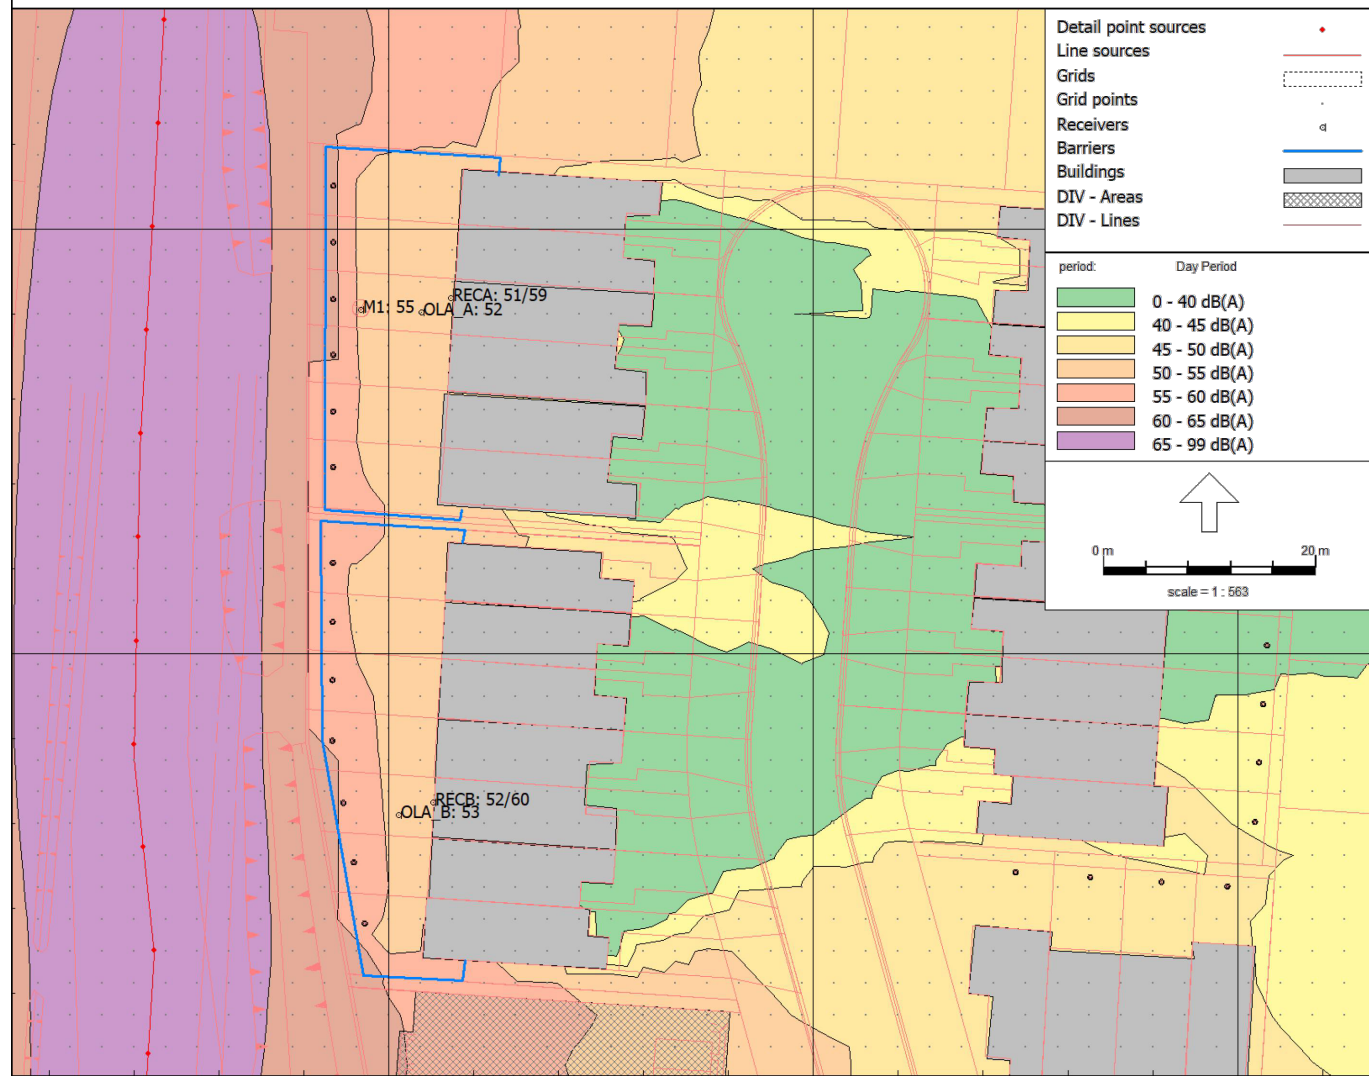 Detail point sources
Line sources
Grids
Grid points
Receivers
Barriers
Buildings
DIV - Areas
DIV - Lines
period: Day Period
0 - 40 dB(A)
40 - 45 dB(A)
45 - 50 dB(A)
50 - 55 dB(A)
55 - 60 dB(A)
60 - 65 dB(A)
65 - 99 dB(A)
0 m 20 m
scale = 1 : 563
RECA: 51/59
M1: 55 OLA_A: 52
RECB: 52/60
OLA_B: 53